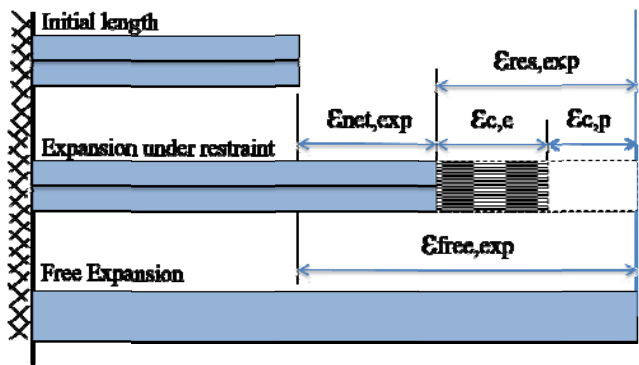 Initial length
εres,exp
εnet,exp
εc,e
εc,p
Expansion under restraint
εfree,exp
Free Expansion